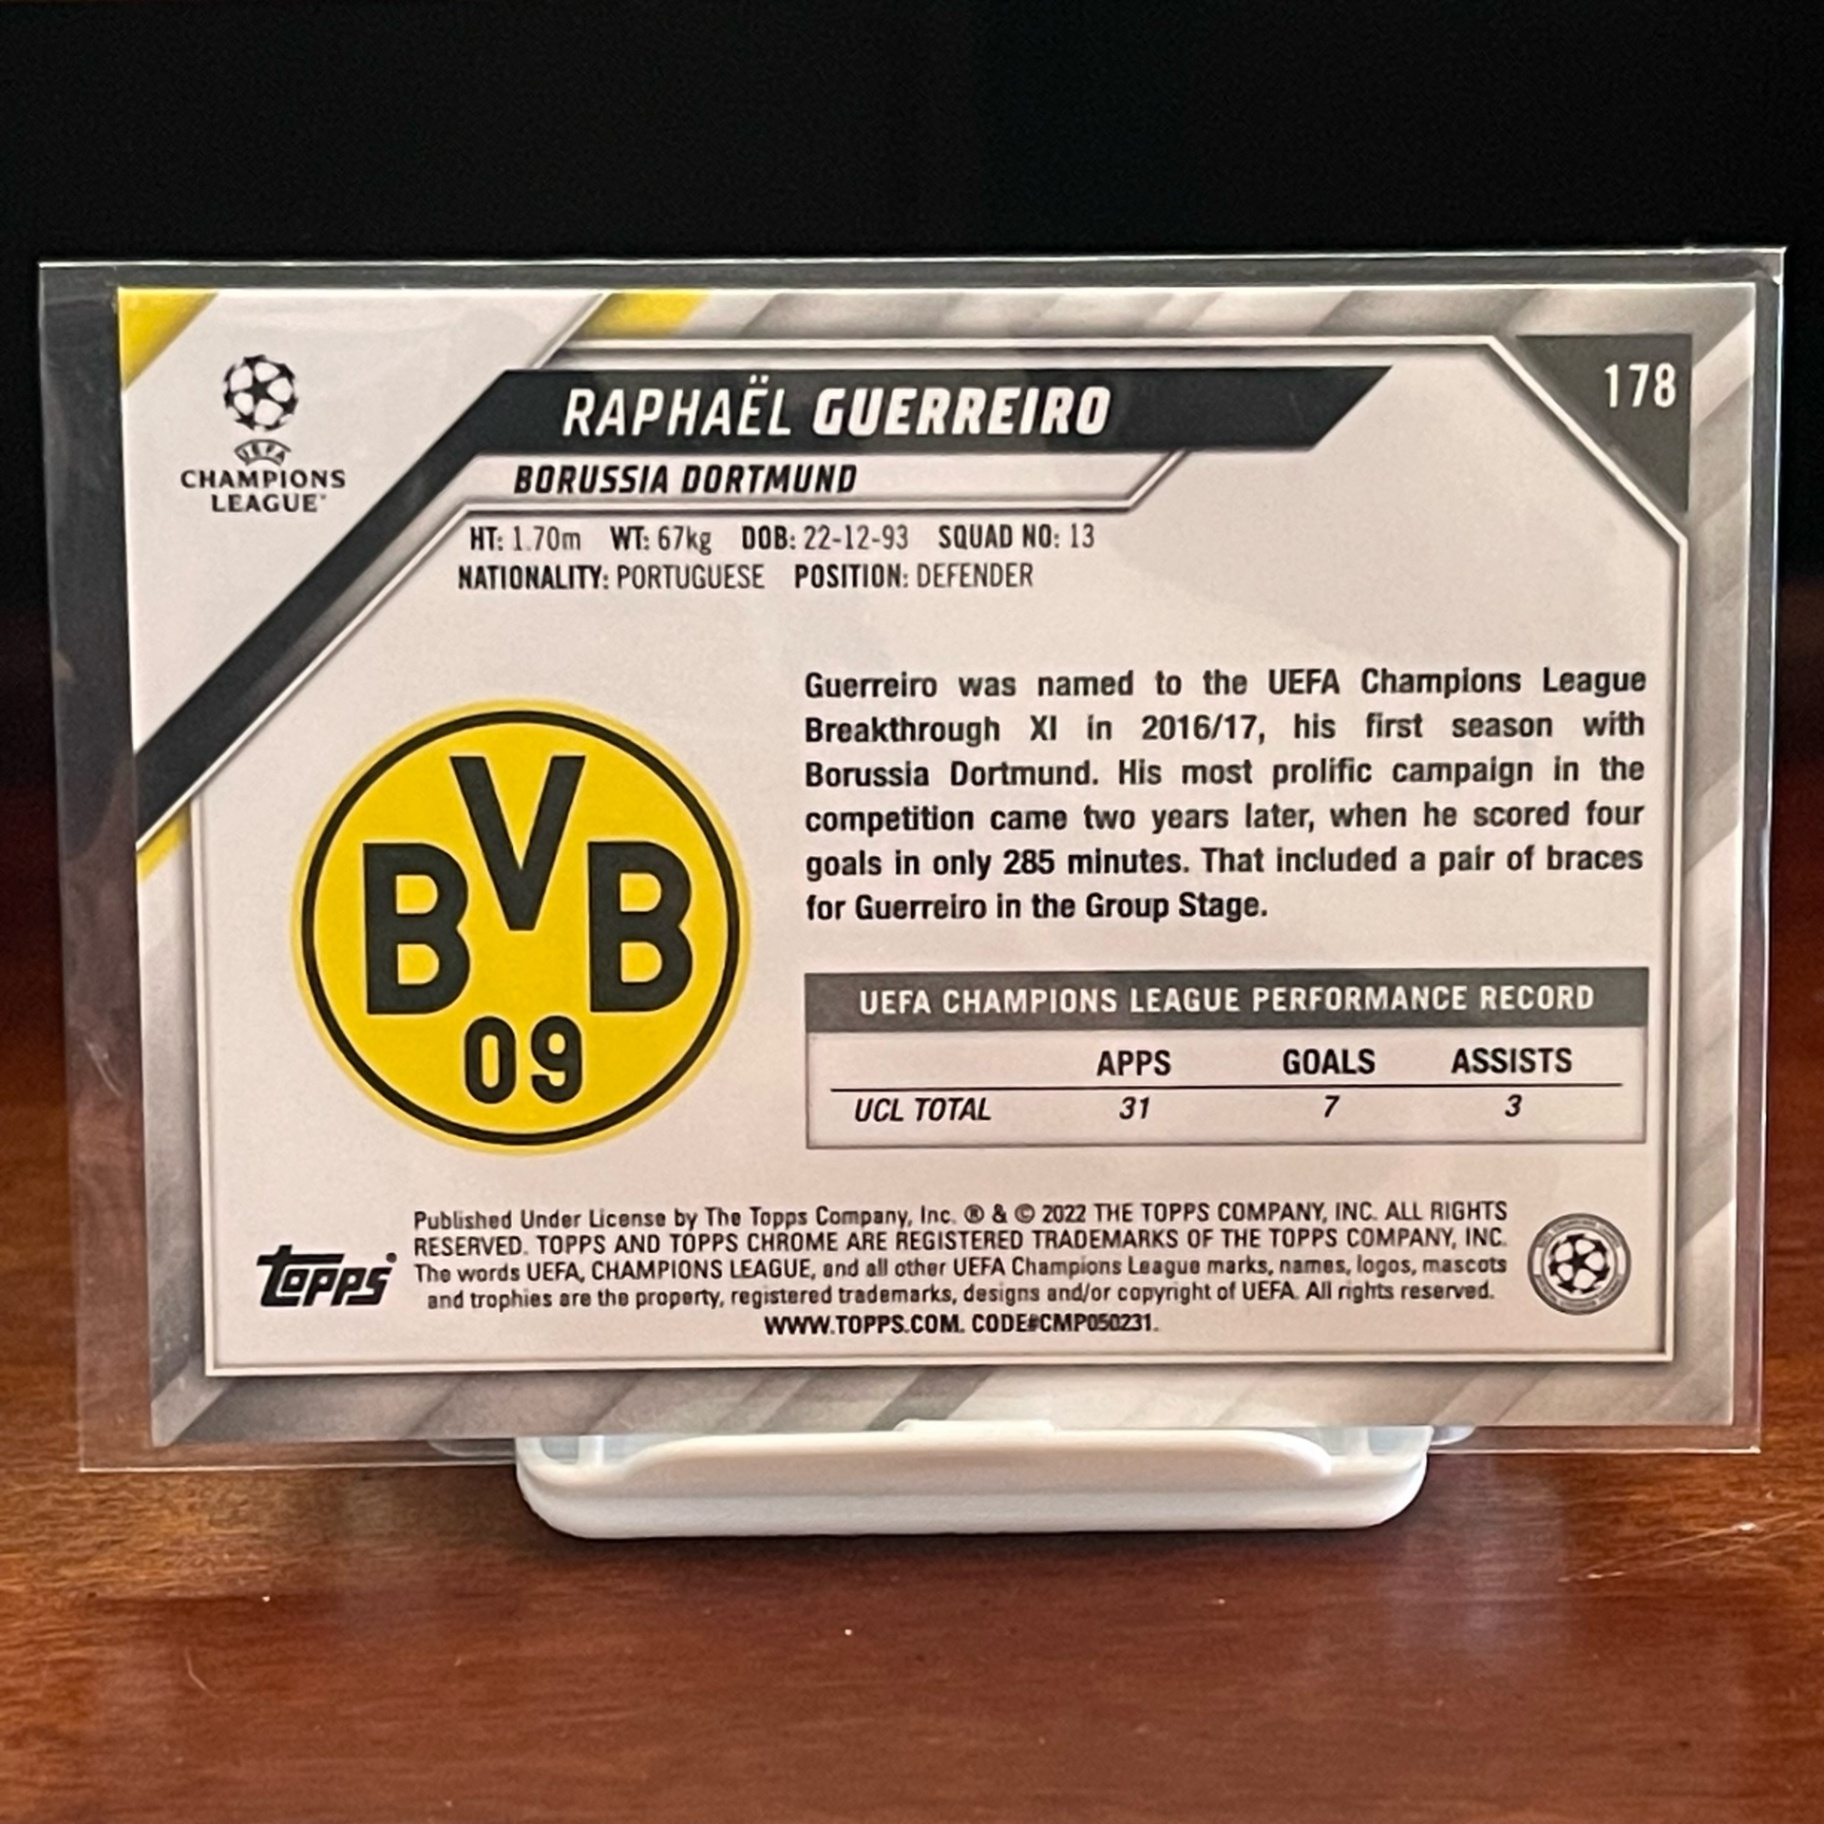 178
RAPHAËL GUERREIRO
UEFA
CHAMPIONS
LEAGUE
BORUSSIA DORTMUND
HT: 1.70m WT: 67kg DOB: 22-12-93 SQUAD NO: 13
NATIONALITY: PORTUGUESE POSITION: DEFENDER
Guerreiro was named to the UEFA Champions League
Breakthrough XI in 2016/17, his first season with
Borussia Dortmund. His most prolific campaign in the
competition came two years later, when he scored four
goals in only 285 minutes. That included a pair of braces
for Guerreiro in the Group Stage.
BVB
09
UEFA CHAMPIONS LEAGUE PERFORMANCE RECORD
APPS GOALS ASSISTS
UCL TOTAL 31 7 3
topps
Published Under License by The Topps Company, Inc. ® & © 2022 THE TOPPS COMPANY, INC. ALL RIGHTS
RESERVED. TOPPS AND TOPPS CHROME ARE REGISTERED TRADEMARKS OF THE TOPPS COMPANY, INC.
The words UEFA, CHAMPIONS LEAGUE, and all other UEFA Champions League marks, names, logos, mascots
and trophies are the property, registered trademarks, designs and/or copyright of UEFA. All rights reserved.
WWW.TOPPS.COM. CODE#CMP050231.